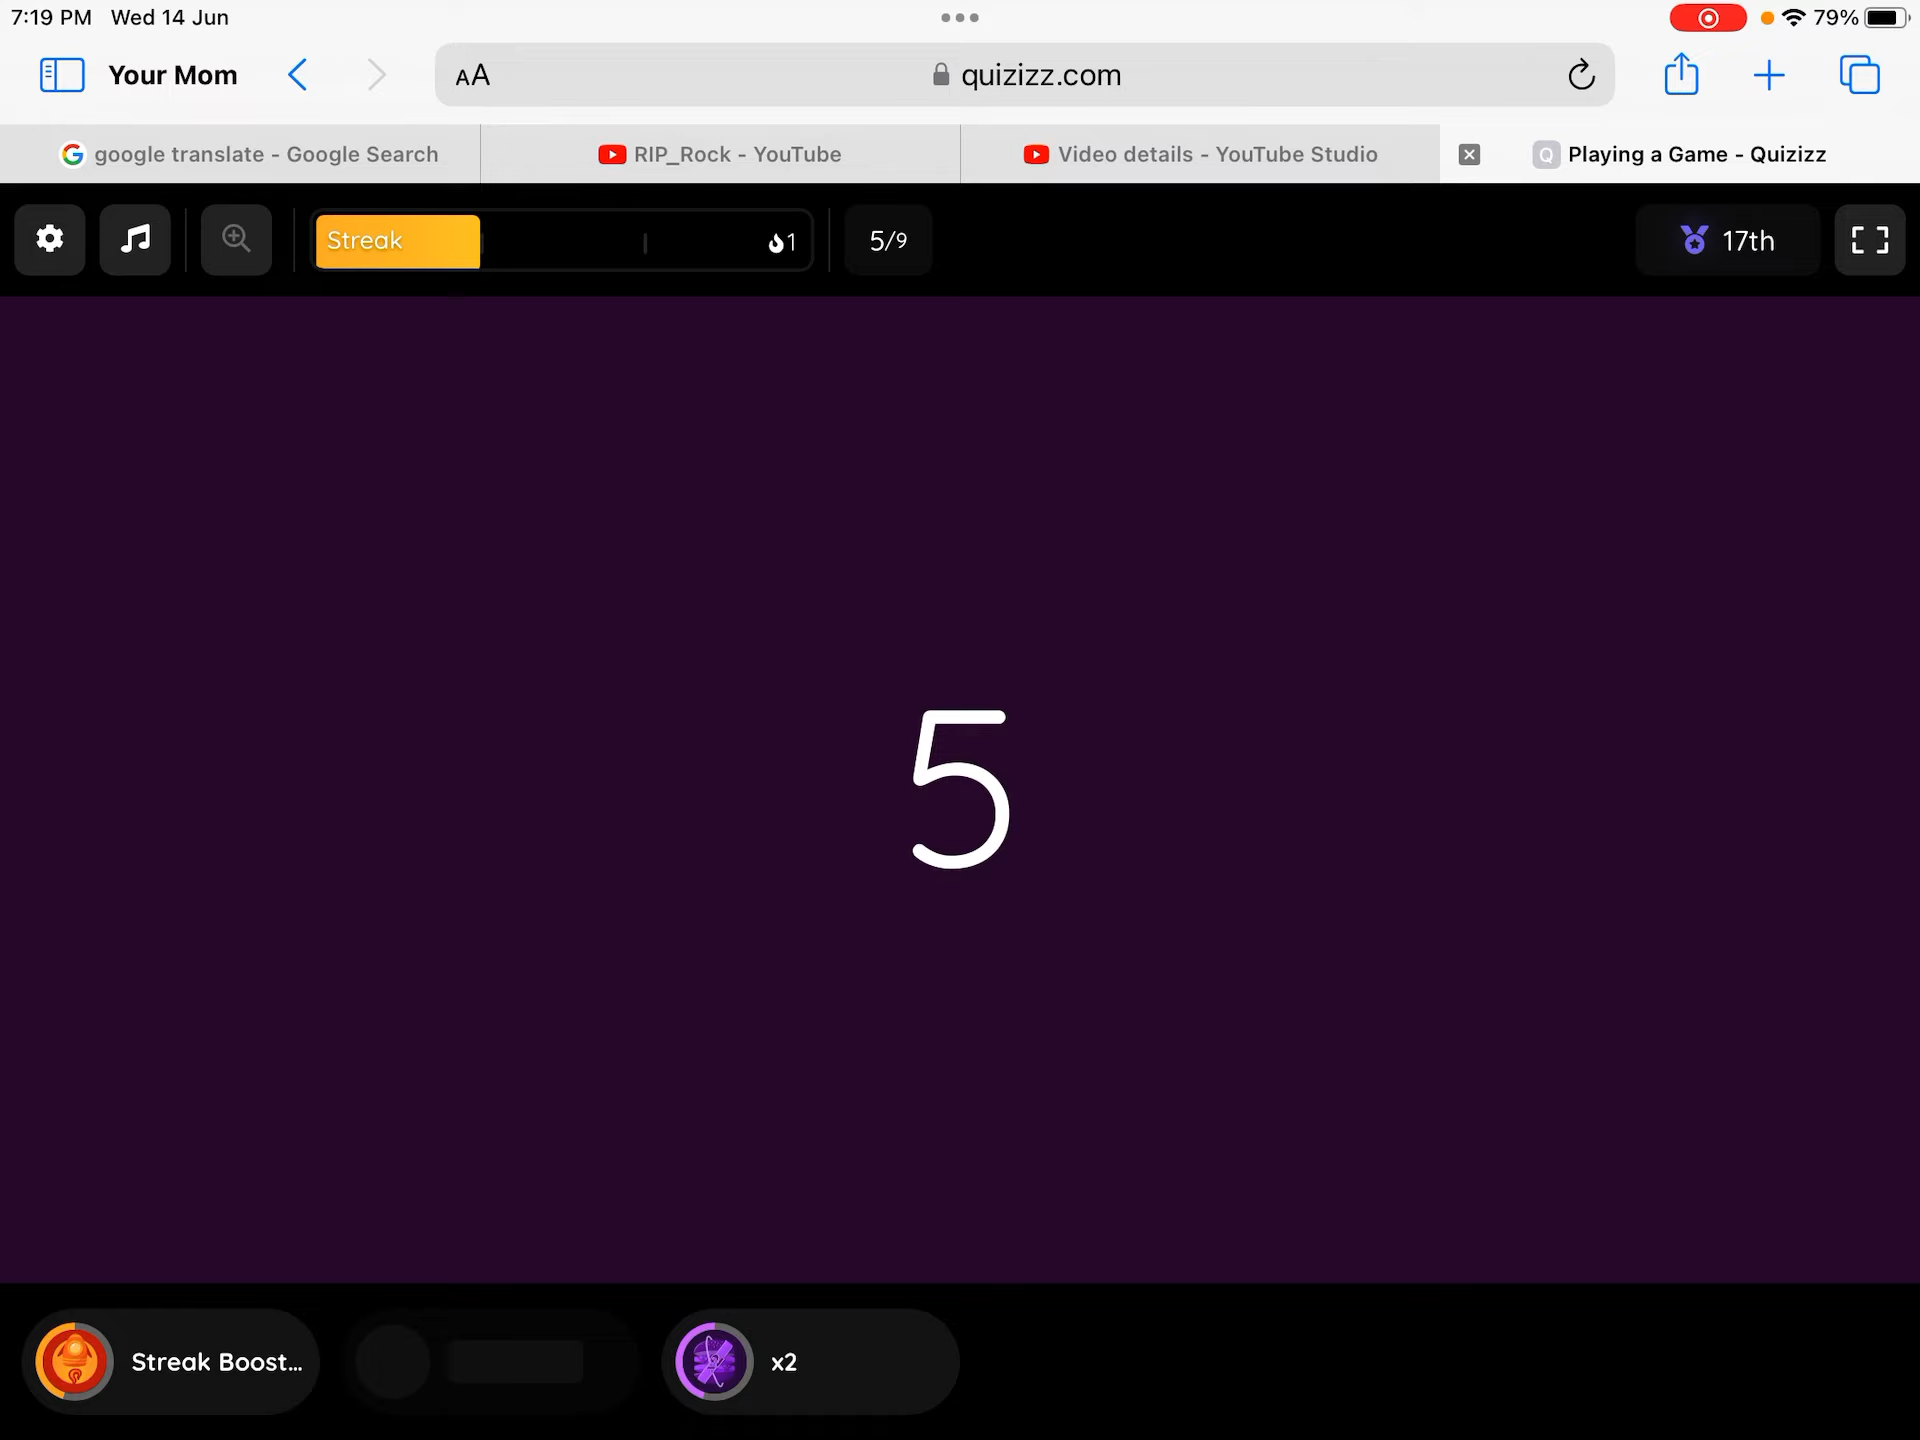 7:19 PM Wed 14 Jun 79%
Your Mom AA quizizz.com
google translate - Google Search RIP_Rock - YouTube Video details - YouTube Studio Q Playing a Game - Quizizz
Streak 1 5/9 17th
5
Streak Boost... x2